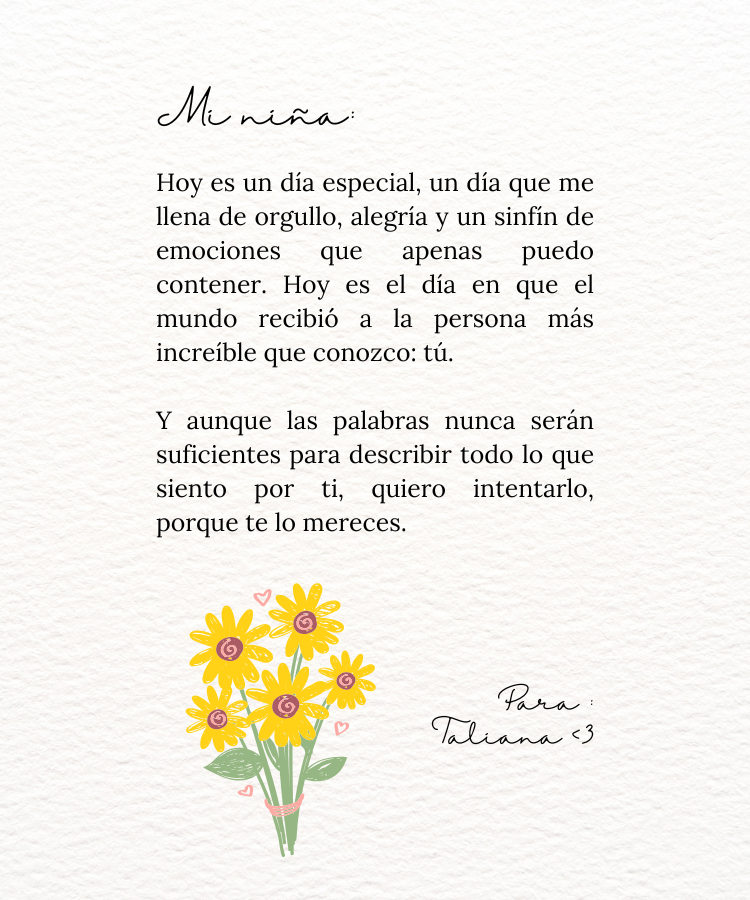 Mi niña:
Hoy es un día especial, un día que me
llena de orgullo, alegría y un sinfín de
emociones que apenas puedo
contener. Hoy es el día en que el
mundo recibió a la persona más
increíble que conozco: tú.
Y aunque las palabras nunca serán
suficientes para describir todo lo que
siento por ti, quiero intentarlo,
porque te lo mereces.
Para :
Taliana <3